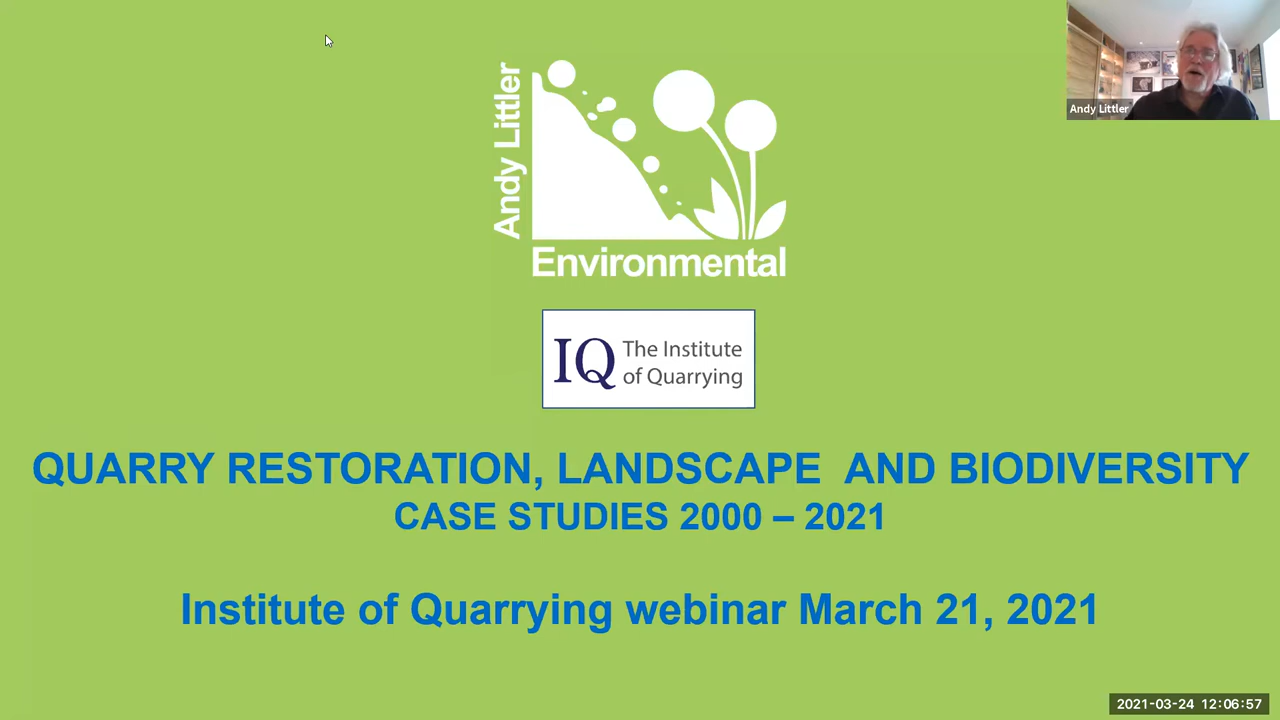 Andy Littler
Andy Littler
Environmental
IQ The Institute
of Quarrying
QUARRY RESTORATION, LANDSCAPE AND BIODIVERSITY
CASE STUDIES 2000 – 2021
Institute of Quarrying webinar March 21, 2021
2021-03-24 12:06:57